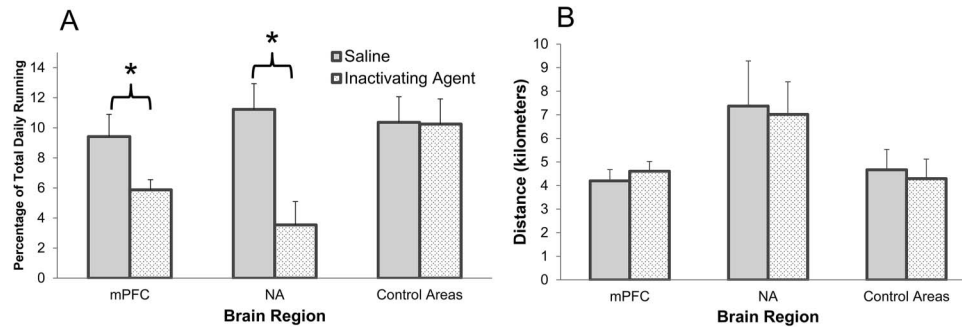 A
Percentage of Total Daily Running
14
12
10
8
6
4
2
0
*
*
Saline
Inactivating Agent
mPFC
NA
Control Areas
Brain Region
B
Distance (kilometers)
10
9
8
7
6
5
4
3
2
1
0
mPFC
NA
Control Areas
Brain Region